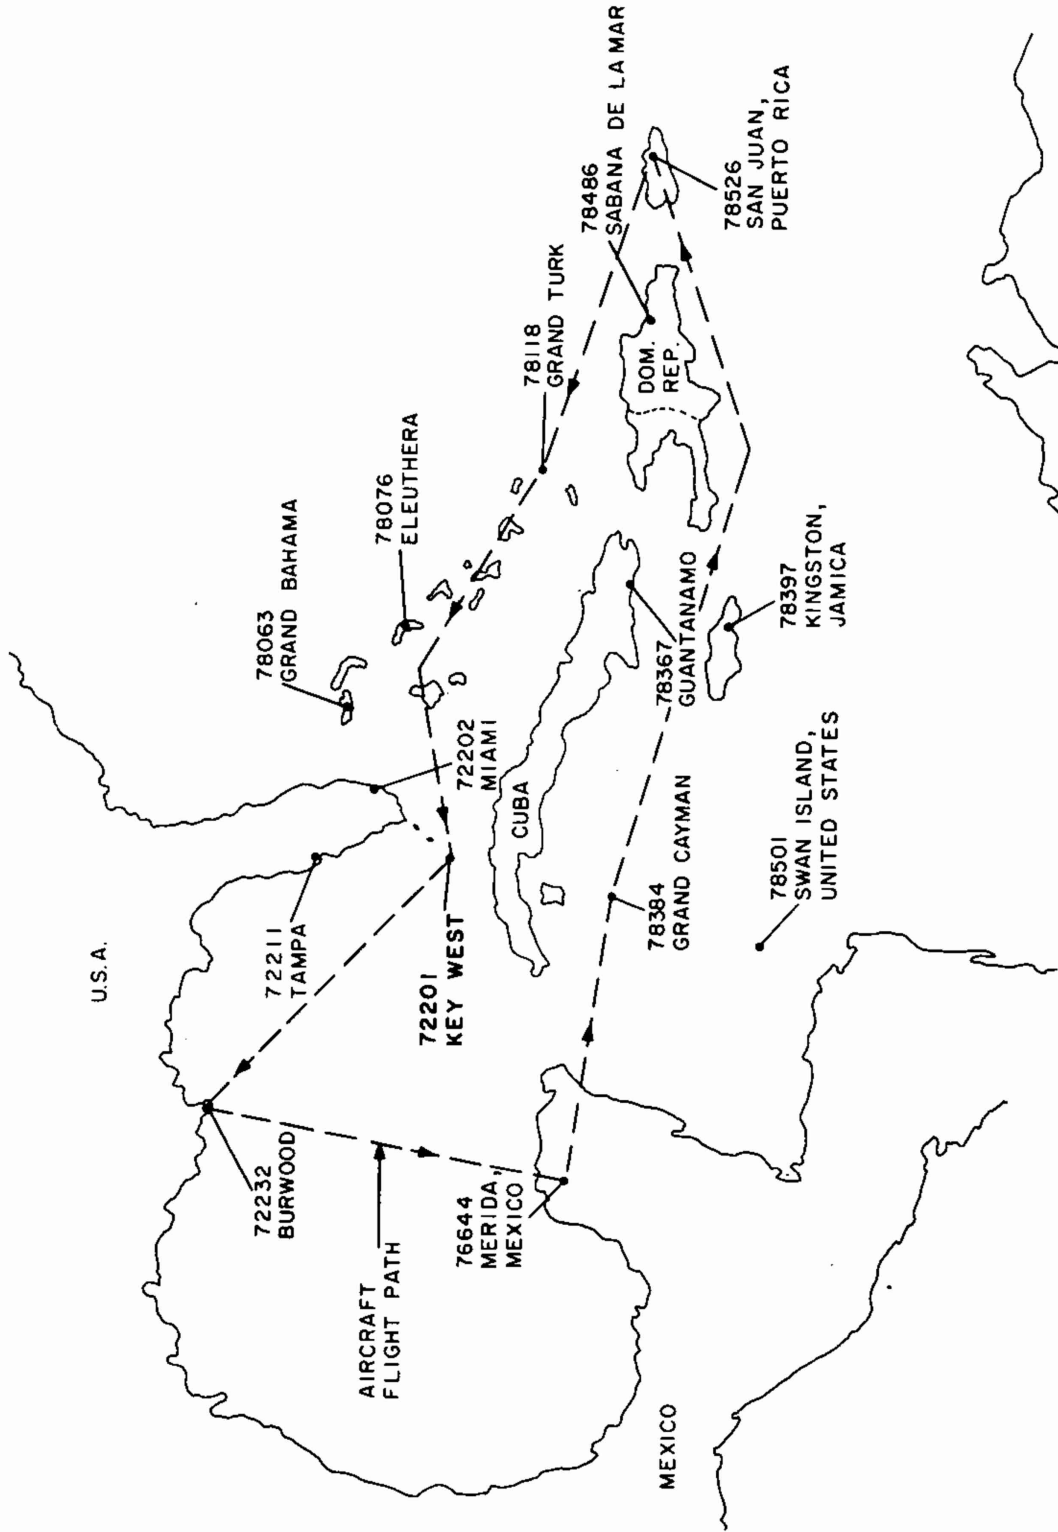 U.S.A.
72232
BURWOOD
72211
TAMPA
72202
MIAMI
78063
GRAND BAHAMA
78076
ELEUTHERA
78118
GRAND TURK
78486
SABANA DE LA MAR
AIRCRAFT
FLIGHT PATH
72201
KEY WEST
76644
MERIDA,
MEXICO
CUBA
DOM.
REP.
78526
SAN JUAN,
PUERTO RICA
78384
GRAND CAYMAN
78367
GUANTANAMO
78397
KINGSTON,
JAMICA
78501
SWAN ISLAND,
UNITED STATES
MEXICO